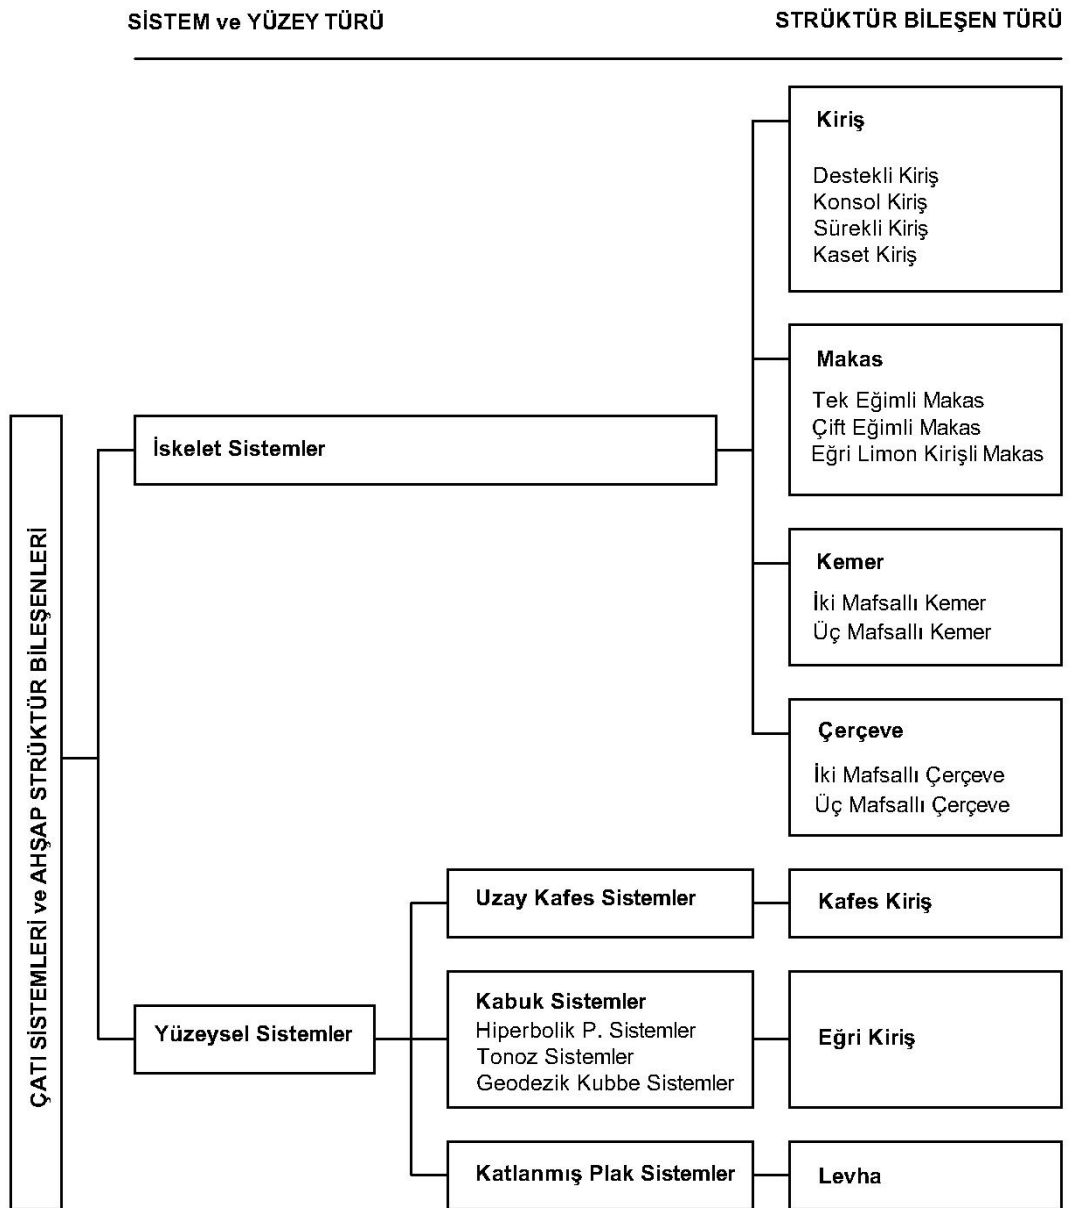 SİSTEM ve YÜZEY TÜRÜ
STRÜKTÜR BİLEŞEN TÜRÜ
ÇATI SİSTEMLERİ ve AHŞAP STRÜKTÜR BİLEŞENLERİ
İskelet Sistemler
Kiriş
Destekli Kiriş
Konsol Kiriş
Sürekli Kiriş
Kaset Kiriş
Makas
Tek Eğimli Makas
Çift Eğimli Makas
Eğri Limon Kirişli Makas
Kemer
İki Mafsallı Kemer
Üç Mafsallı Kemer
Çerçeve
İki Mafsallı Çerçeve
Üç Mafsallı Çerçeve
Yüzeysel Sistemler
Uzay Kafes Sistemler
Kafes Kiriş
Kabuk Sistemler
Hiperbolik P. Sistemler
Tonoz Sistemler
Geodezik Kubbe Sistemler
Eğri Kiriş
Katlanmış Plak Sistemler
Levha